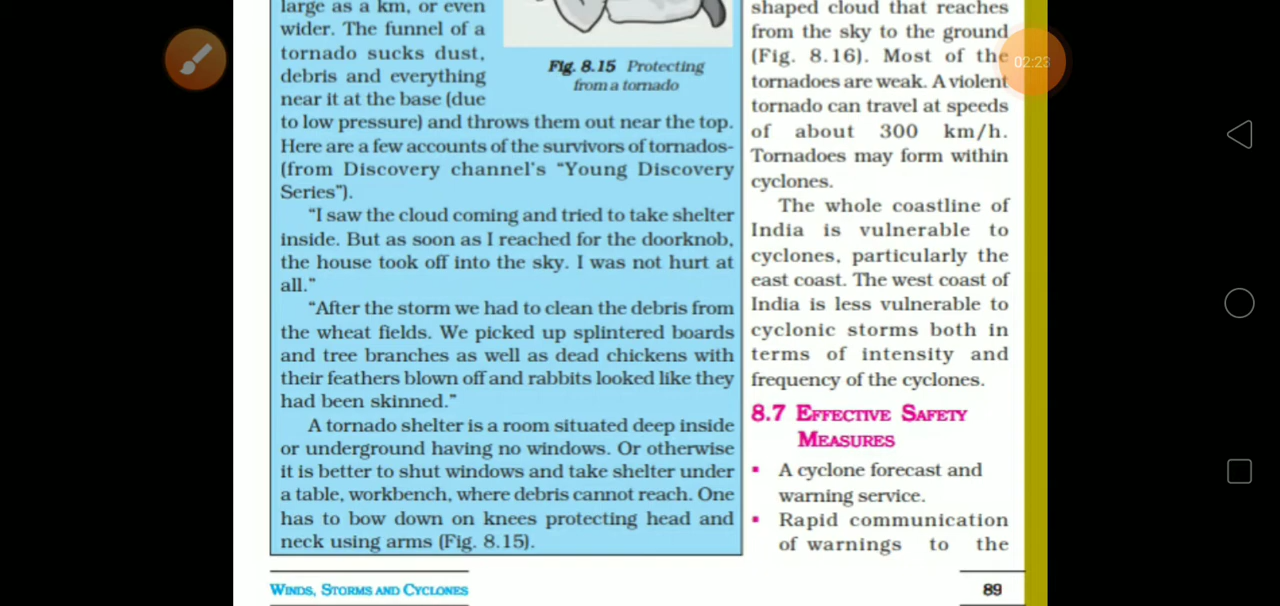 large as a km, or even
wider. The funnel of a
tornado sucks dust,
debris and everything
near it at the base (due
to low pressure) and throws them out near the top.
Here are a few accounts of the survivors of tornados-
(from Discovery channel's "Young Discovery
Series").
"I saw the cloud coming and tried to take shelter
inside. But as soon as I reached for the doorknob,
the house took off into the sky. I was not hurt at
all."
"After the storm we had to clean the debris from
the wheat fields. We picked up splintered boards
and tree branches as well as dead chickens with
their feathers blown off and rabbits looked like they
had been skinned."
A tornado shelter is a room situated deep inside
or underground having no windows. Or otherwise
it is better to shut windows and take shelter under
a table, workbench, where debris cannot reach. One
has to bow down on knees protecting head and
neck using arms (Fig. 8.15).
Fig. 8.15 Protecting
from a tornado
shaped cloud that reaches
from the sky to the ground
(Fig. 8.16). Most of the
tornadoes are weak. A violent
tornado can travel at speeds
of about 300 km/h.
Tornadoes may form within
cyclones.
The whole coastline of
India is vulnerable to
cyclones, particularly the
east coast. The west coast of
India is less vulnerable to
cyclonic storms both in
terms of intensity and
frequency of the cyclones.
8.7 EFFECTIVE SAFETY
MEASURES
▪ A cyclone forecast and
warning service.
▪ Rapid communication
of warnings to the
WINDS, STORMS AND CYCLONES
89
02:23